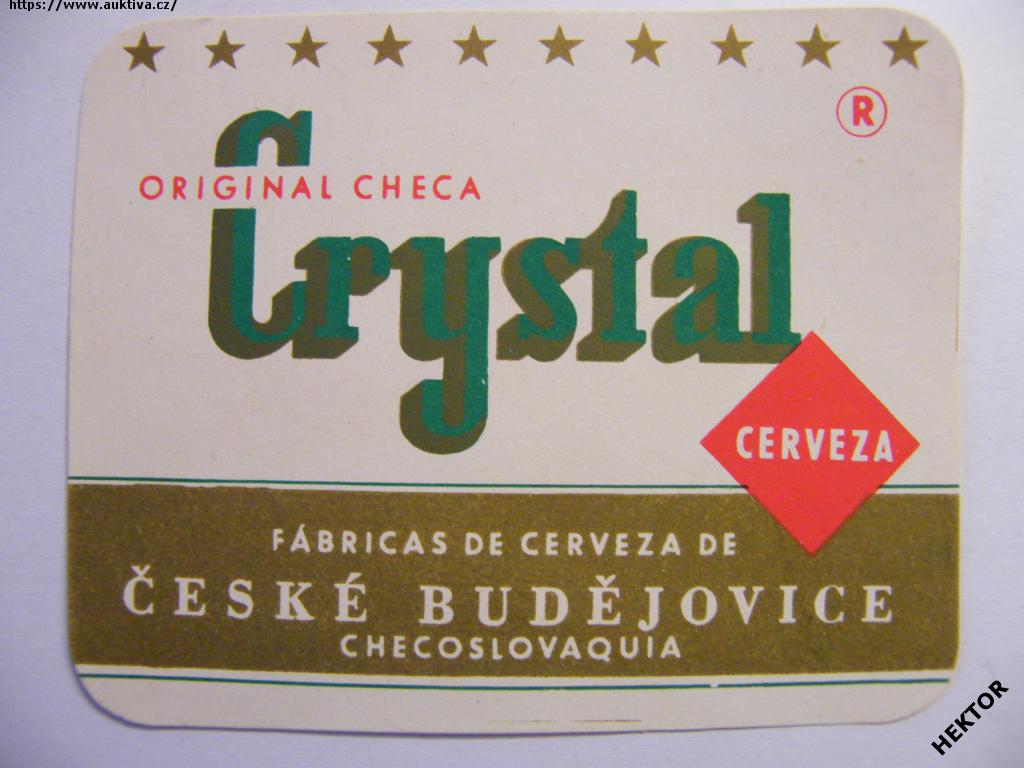 https://www.auktiva.cz/
®
ORIGINAL CHECA
Crystal
CERVEZA
FÁBRICAS DE CERVEZA DE
ČESKÉ BUDĚJOVICE
CHECOSLOVAQUIA
HEKTOR